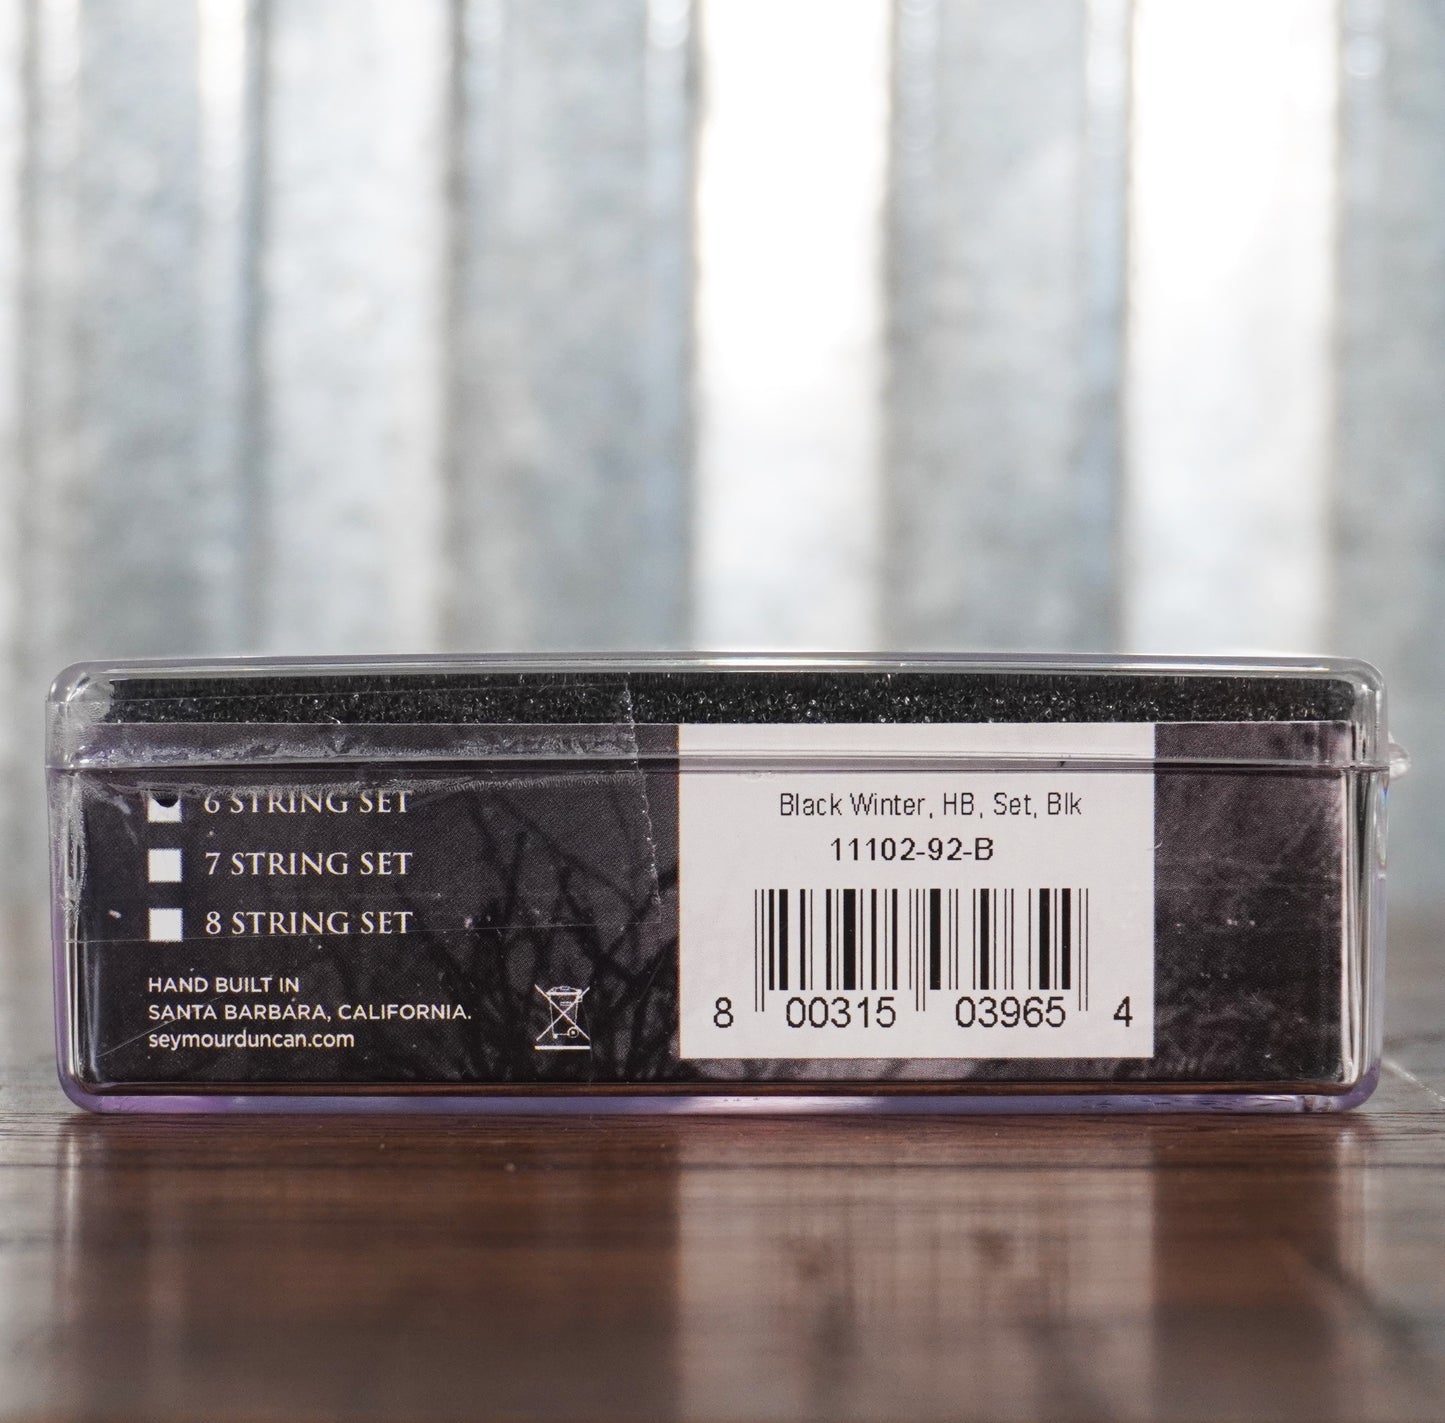 6 STRING SET
7 STRING SET
8 STRING SET
HAND BUILT IN
SANTA BARBARA, CALIFORNIA.
seymourduncan.com
Black Winter, HB, Set, Blk
11102-92-B
8 00315 03965 4